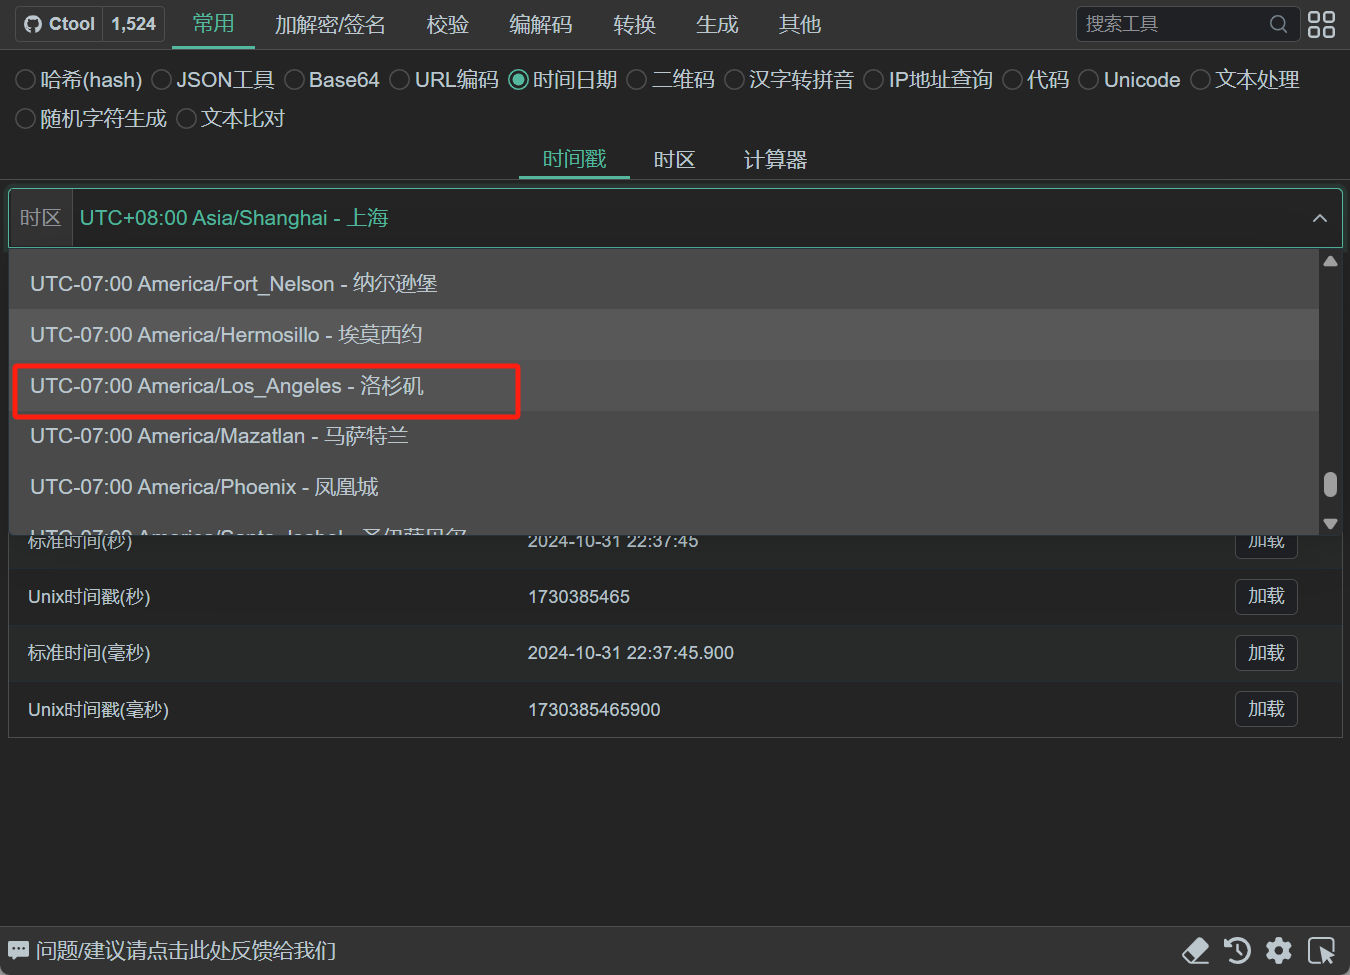 Ctool 1,524 常用 加解密/签名 校验 编解码 转换 生成 其他 搜索工具
哈希(hash) JSON工具 Base64 URL编码 时间日期 二维码 汉字转拼音 IP地址查询 代码 Unicode 文本处理
随机字符生成 文本比对
时间戳 时区 计算器
时区 UTC+08:00 Asia/Shanghai - 上海
UTC-07:00 America/Fort_Nelson - 纳尔逊堡
UTC-07:00 America/Hermosillo - 埃莫西约
UTC-07:00 America/Los_Angeles - 洛杉矶
UTC-07:00 America/Mazatlan - 马萨特兰
UTC-07:00 America/Phoenix - 凤凰城
UTC-07:00 America/Santa_Isabel - 圣伊萨贝尔
标准时间(秒) 2024-10-31 22:37:45 加载
Unix时间戳(秒) 1730385465 加载
标准时间(毫秒) 2024-10-31 22:37:45.900 加载
Unix时间戳(毫秒) 1730385465900 加载
问题/建议请点击此处反馈给我们